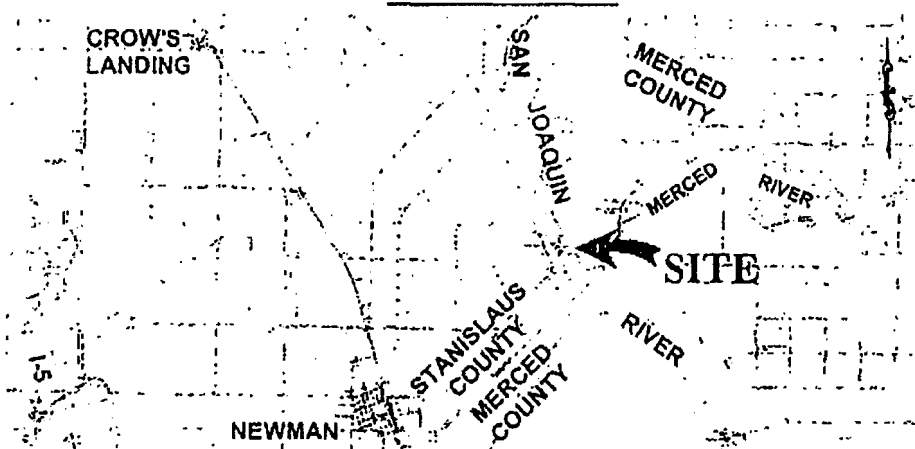 CROW'S
LANDING
SAN
JOAQUIN
MERCED
COUNTY
MERCED
RIVER
SITE
STANISLAUS
COUNTY
MERCED
COUNTY
RIVER
I-5
NEWMAN